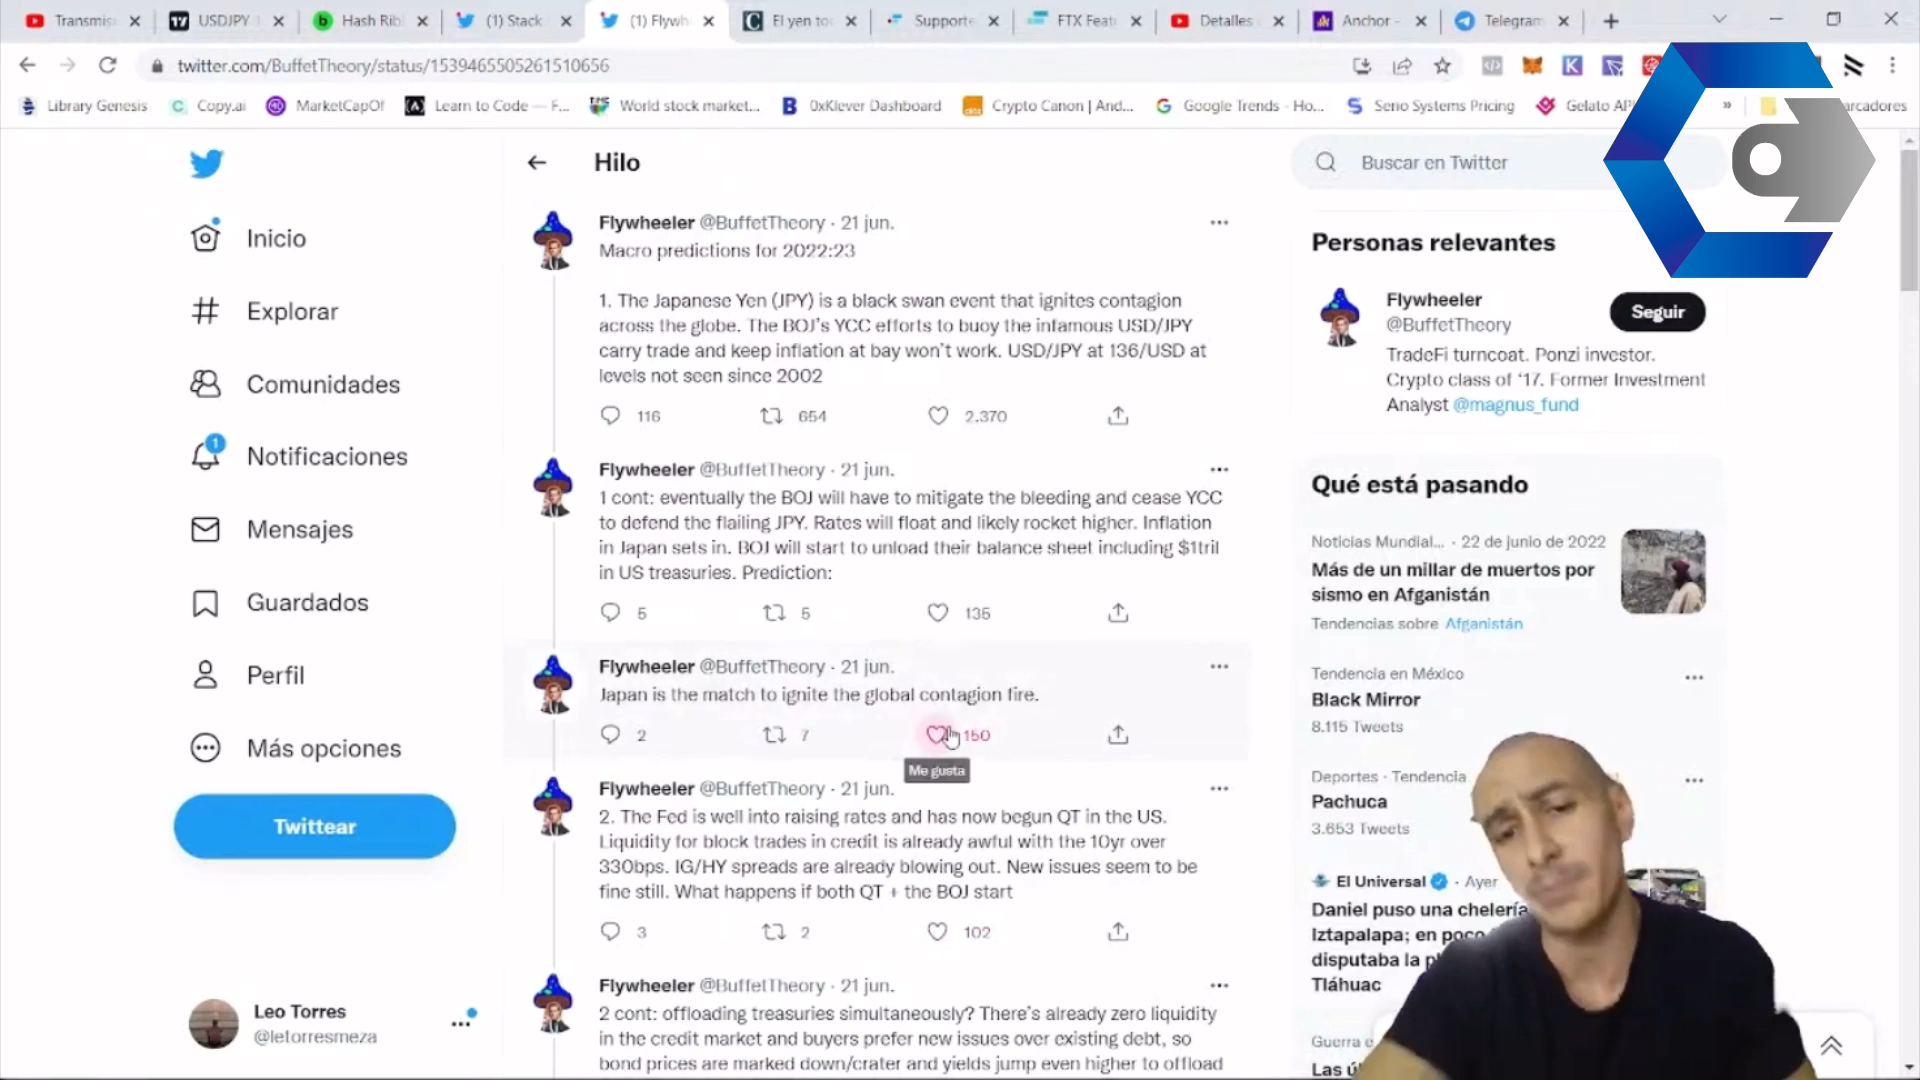 Transmis
USDJPY
Hash Rib
(1) Stack
(1) Flywh
El yen to
Supporte
FTX Feat
Detalles
Anchor -
Telegram
twitter.com/BuffetTheory/status/1539465505261510656
Library Genesis
Copy.ai
MarketCapOf
Learn to Code — F...
World stock market...
0xKlever Dashboard
Crypto Canon | And...
Google Trends - Ho...
Seno Systems Pricing
Gelato AP
»
arcadores
Inicio
Explorar
Comunidades
1
Notificaciones
Mensajes
Guardados
Perfil
Más opciones
Twittear
Leo Torres
@letorresmeza
Hilo
Flywheeler @BuffetTheory · 21 jun.
Macro predictions for 2022:23
1. The Japanese Yen (JPY) is a black swan event that ignites contagion
across the globe. The BOJ's YCC efforts to buoy the infamous USD/JPY
carry trade and keep inflation at bay won't work. USD/JPY at 136/USD at
levels not seen since 2002
116 654 2.370
Flywheeler @BuffetTheory · 21 jun.
1 cont: eventually the BOJ will have to mitigate the bleeding and cease YCC
to defend the flailing JPY. Rates will float and likely rocket higher. Inflation
in Japan sets in. BOJ will start to unload their balance sheet including $1tril
in US treasuries. Prediction:
5 5 135
Flywheeler @BuffetTheory · 21 jun.
Japan is the match to ignite the global contagion fire.
2 7 150
Me gusta
Flywheeler @BuffetTheory · 21 jun.
2. The Fed is well into raising rates and has now begun QT in the US.
Liquidity for block trades in credit is already awful with the 10yr over
330bps. IG/HY spreads are already blowing out. New issues seem to be
fine still. What happens if both QT + the BOJ start
3 2 102
Flywheeler @BuffetTheory · 21 jun.
2 cont: offloading treasuries simultaneously? There's already zero liquidity
in the credit market and buyers prefer new issues over existing debt, so
bond prices are marked down/crater and yields jump even higher to offload
Buscar en Twitter
Personas relevantes
Flywheeler
@BuffetTheory
Seguir
TradeFi turncoat. Ponzi investor.
Crypto class of '17. Former Investment
Analyst @magnus_fund
Qué está pasando
Noticias Mundial... · 22 de junio de 2022
Más de un millar de muertos por
sismo en Afganistán
Tendencias sobre Afganistán
Tendencia en México
Black Mirror
8.115 Tweets
Deportes · Tendencia
Pachuca
3.653 Tweets
El Universal · Ayer
Daniel puso una chelería
Iztapalapa; en poco
disputaba la p
Tláhuac
Guerra e
Las ú